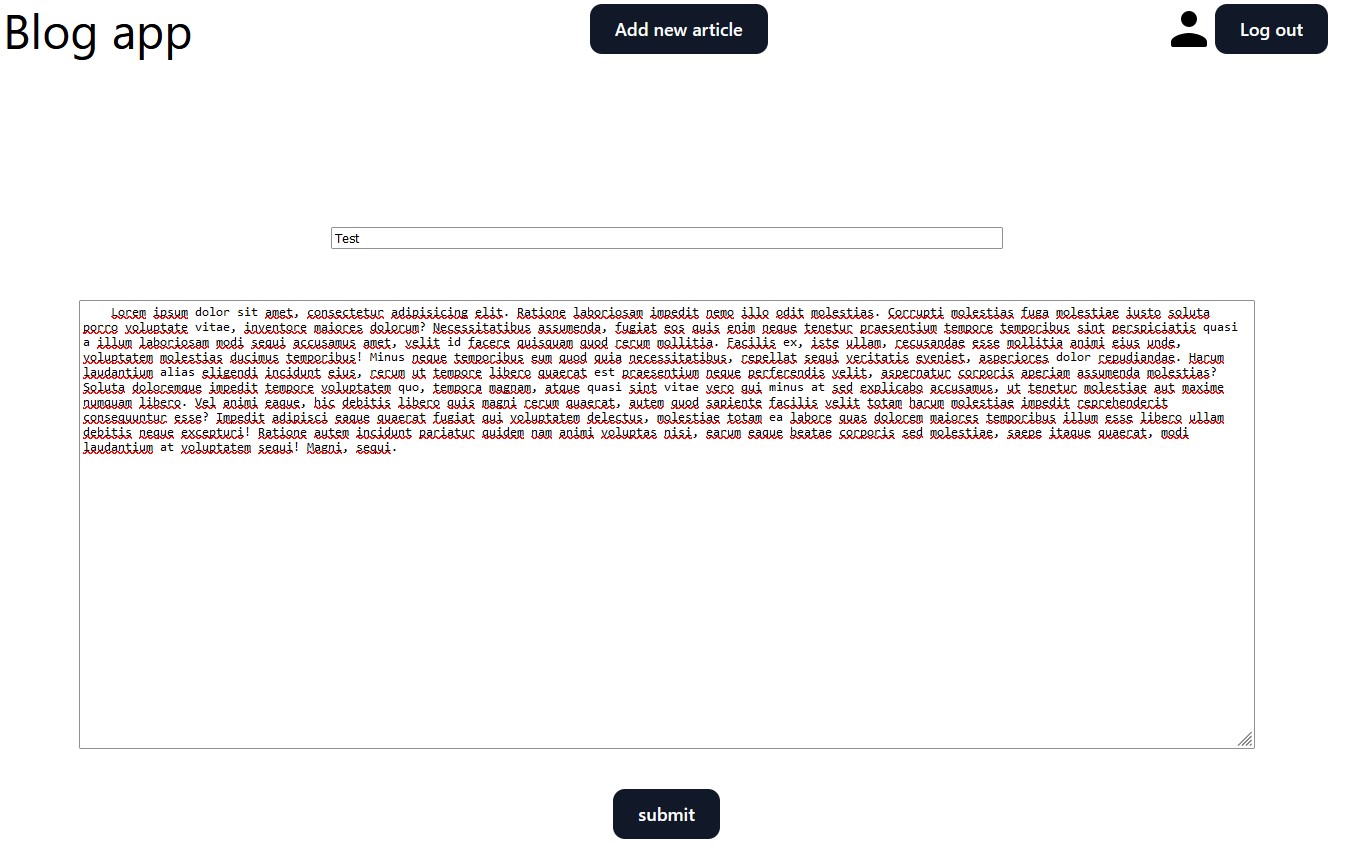 Blog app
Add new article
Log out
Test
Lorem ipsum dolor sit amet, consectetur adipisicing elit. Ratione laboriosam impedit nemo illo odit molestias. Corrupti molestias fuga molestiae iusto soluta
porro voluptate vitae, inventore maiores dolorum? Necessitatibus assumenda, fugiat eos quis enim neque tenetur praesentium tempore temporibus sint perspiciatis quasi
a illum laboriosam modi sequi accusamus amet, velit id facere quisquam quod rerum mollitia. Facilis ex, iste ullam, recusandae esse mollitia animi eius unde,
voluptatem molestias ducimus temporibus! Minus neque temporibus eum quod quia necessitatibus, repellat sequi veritatis eveniet, asperiores dolor repudiandae. Harum
laudantium alias eligendi incidunt eius, rerum ut tempore libero quaerat est praesentium neque perferendis velit, aspernatur corporis aperiam assumenda molestias?
Soluta doloremque impedit tempore voluptatem quo, tempora magnam, atque quasi sint vitae vero qui minus at sed explicabo accusamus, ut tenetur molestiae aut maxime
numquam libero. Vel animi eaque, hic debitis libero quis magni rerum quaerat, autem quod sapiente facilis velit totam harum molestiae impedit reprehenderit
consequuntur esse? Impedit adipisci eaque quaerat fugiat qui voluptatem delectus, molestiae totam ea labore quas dolorem maiores temporibus illum esse libero ullam
debitis neque excepturi! Ratione autem incidunt pariatur quidem nam animi voluptas nisi, earum eaque beatae corporis sed molestiae, saepe itaque quaerat, modi
laudantium at voluptatem sequi! Magni, sequi.
submit